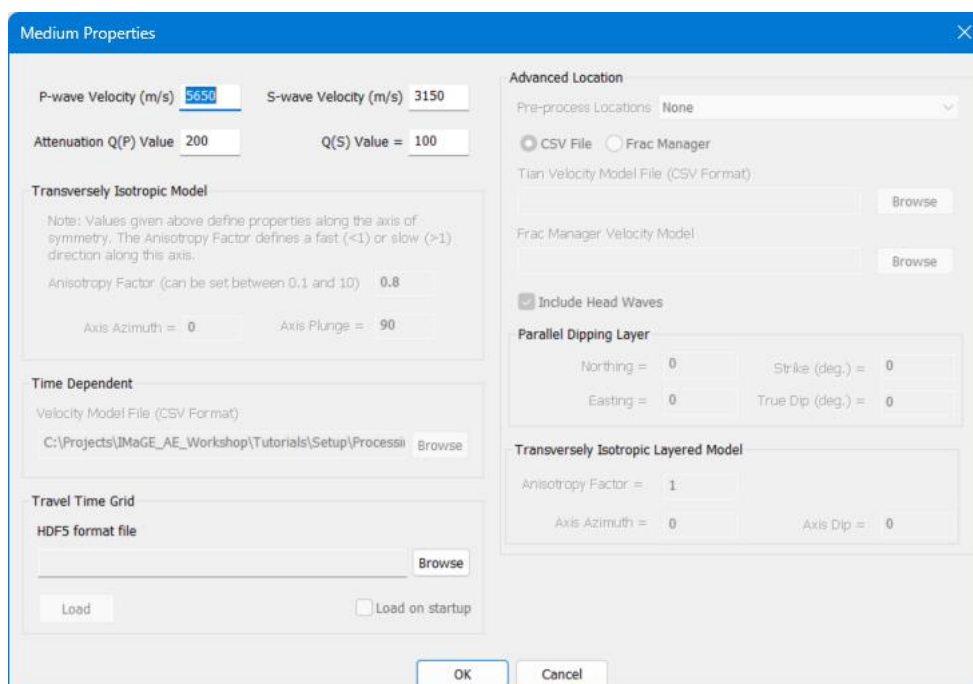 Medium Properties
P-wave Velocity (m/s) 5650 S-wave Velocity (m/s) 3150
Attenuation Q(P) Value 200 Q(S) Value = 100
Transversely Isotropic Model
Note: Values given above define properties along the axis of
symmetry. The Anisotropy Factor defines a fast (<1) or slow (>1)
direction along this axis.
Anisotropy Factor (can be set between 0.1 and 10) 0.8
Axis Azimuth = 0 Axis Plunge = 90
Time Dependent
Velocity Model File (CSV Format)
C:\Projects\IMaGE_AE_Workshop\Tutorials\Setup\Processi Browse
Travel Time Grid
HDF5 format file
Browse
Load Load on startup
Advanced Location
Pre-process Locations None
CSV File Frac Manager
Tian Velocity Model File (CSV Format)
Browse
Frac Manager Velocity Model
Browse
Include Head Waves
Parallel Dipping Layer
Northing = 0 Strike (deg.) = 0
Easting = 0 True Dip (deg.) = 0
Transversely Isotropic Layered Model
Anisotropy Factor = 1
Axis Azimuth = 0 Axis Dip = 0
OK Cancel